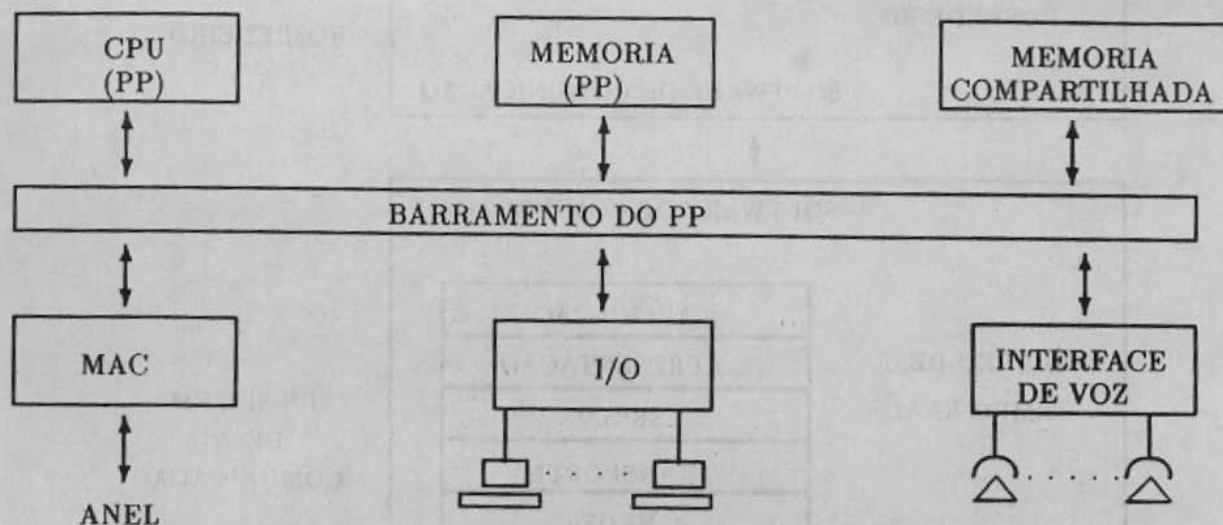 CPU
(PP)
MEMORIA
(PP)
MEMORIA
COMPARTILHADA
BARRAMENTO DO PP
MAC
I/O
INTERFACE
DE VOZ
ANEL